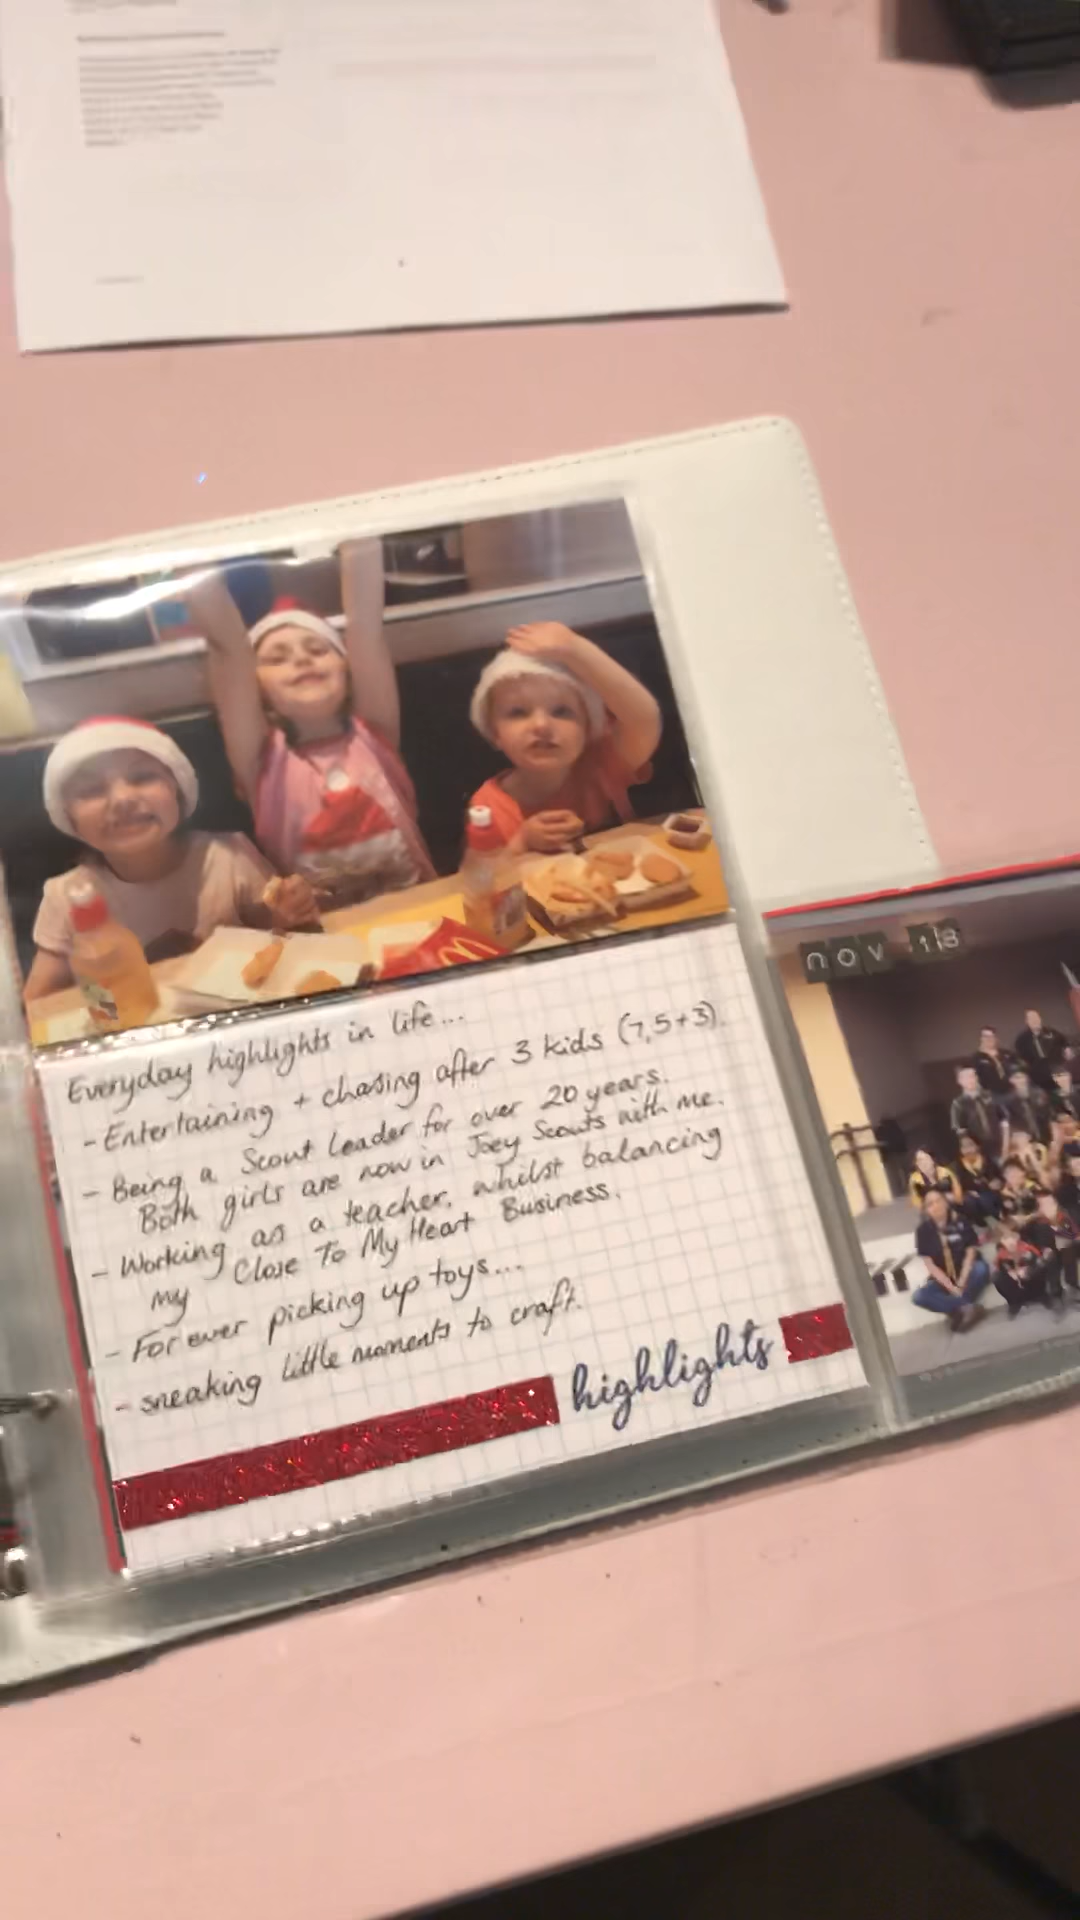 Everyday highlights in life...
- Entertaining + chasing after 3 kids (7,5+3).
- Being a Scout Leader for over 20 years.
Both girls are now in Joey Scouts with me.
- Working as a teacher, whilst balancing
my Close To My Heart Business.
- Forever picking up toys...
- sneaking little moments to craft.
highlights
nov 18